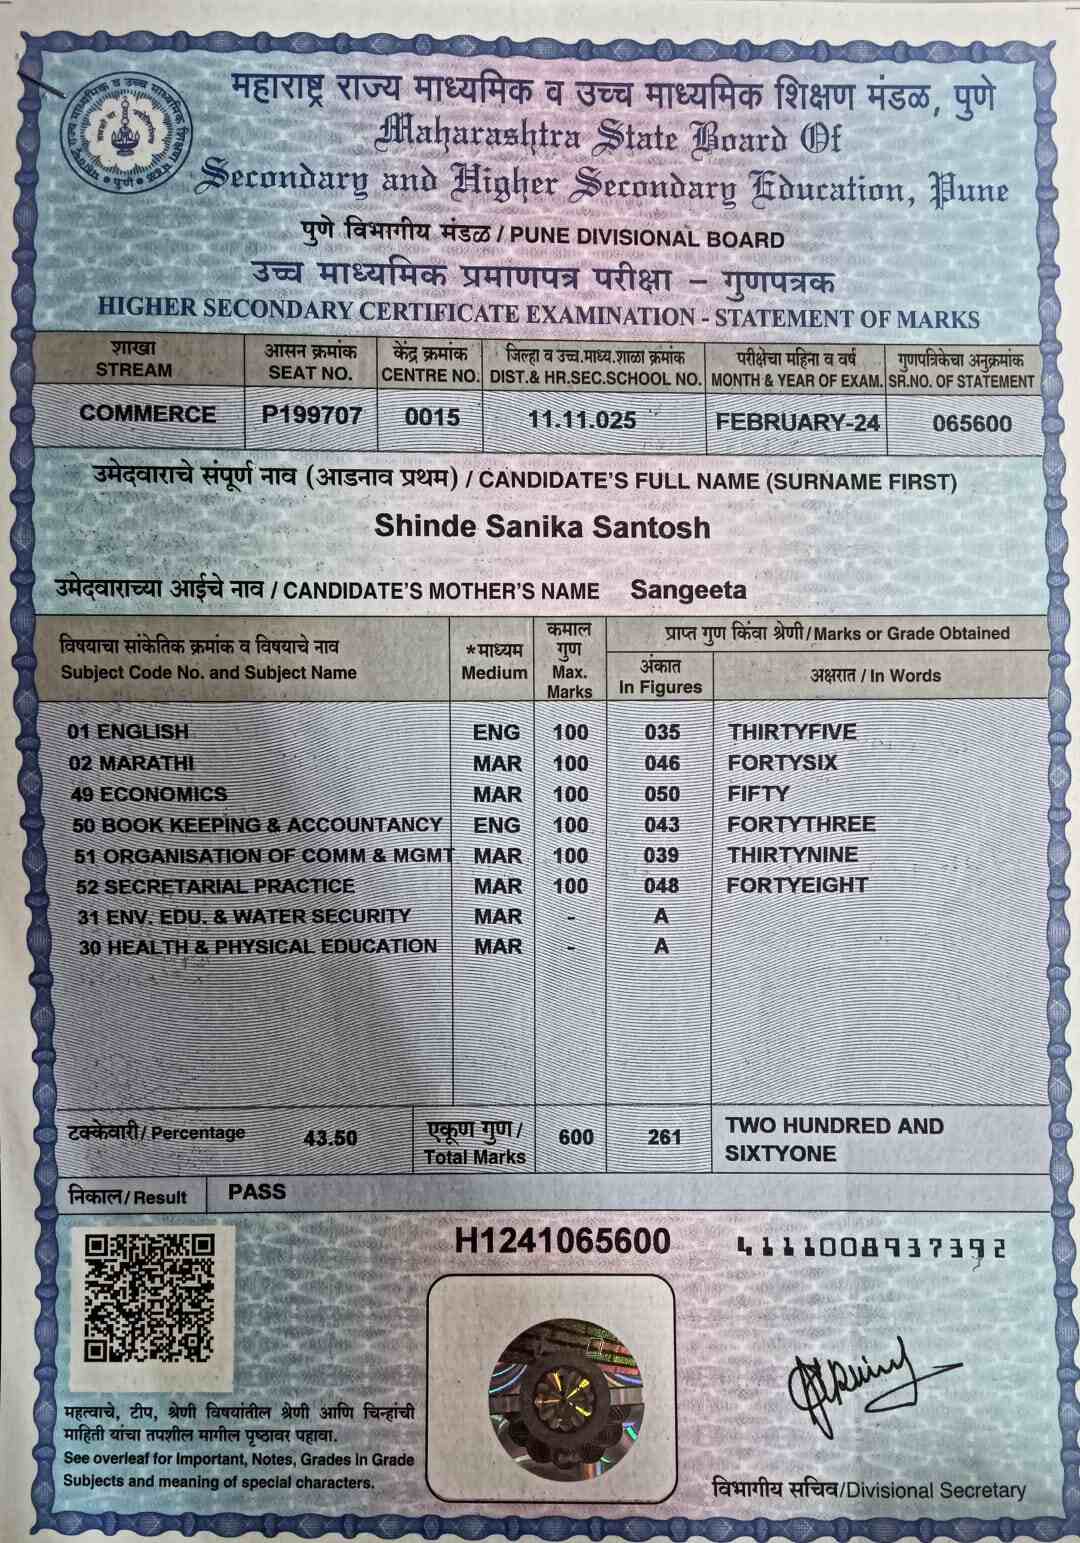 महाराष्ट्र राज्य माध्यमिक व उच्च माध्यमिक शिक्षण मंडळ, पुणे
Maharashtra State Board Of
Secondary and Higher Secondary Education, Pune
पुणे विभागीय मंडळ / PUNE DIVISIONAL BOARD
उच्च माध्यमिक प्रमाणपत्र परीक्षा – गुणपत्रक
HIGHER SECONDARY CERTIFICATE EXAMINATION - STATEMENT OF MARKS
शाखा आसन क्रमांक केंद्र क्रमांक जिल्हा व उच्च.माध्य.शाळा क्रमांक परीक्षेचा महिना व वर्ष गुणपत्रिकेचा अनुक्रमांक
STREAM SEAT NO. CENTRE NO. DIST.& HR.SEC.SCHOOL NO. MONTH & YEAR OF EXAM. SR.NO. OF STATEMENT
COMMERCE P199707 0015 11.11.025 FEBRUARY-24 065600
उमेदवाराचे संपूर्ण नाव (आडनाव प्रथम) / CANDIDATE'S FULL NAME (SURNAME FIRST)
Shinde Sanika Santosh
उमेदवाराच्या आईचे नाव / CANDIDATE'S MOTHER'S NAME Sangeeta
विषयाचा सांकेतिक क्रमांक व विषयाचे नाव *माध्यम कमाल गुण प्राप्त गुण किंवा श्रेणी/Marks or Grade Obtained
Subject Code No. and Subject Name Medium Max. Marks अंकात In Figures अक्षरात / In Words
01 ENGLISH ENG 100 035 THIRTYFIVE
02 MARATHI MAR 100 046 FORTYSIX
49 ECONOMICS MAR 100 050 FIFTY
50 BOOK KEEPING & ACCOUNTANCY ENG 100 043 FORTYTHREE
51 ORGANISATION OF COMM & MGMT MAR 100 039 THIRTYNINE
52 SECRETARIAL PRACTICE MAR 100 048 FORTYEIGHT
31 ENV. EDU. & WATER SECURITY MAR - A
30 HEALTH & PHYSICAL EDUCATION MAR - A
टक्केवारी/ Percentage 43.50 एकूण गुण/ Total Marks 600 261 TWO HUNDRED AND
SIXTYONE
निकाल/ Result PASS
H1241065600 4111008937392
महत्वाचे, टीप, श्रेणी विषयांतील श्रेणी आणि चिन्हांची
माहिती यांचा तपशील मागील पृष्ठावर पहावा.
See overleaf for Important, Notes, Grades in Grade
Subjects and meaning of special characters.
विभागीय सचिव/Divisional Secretary